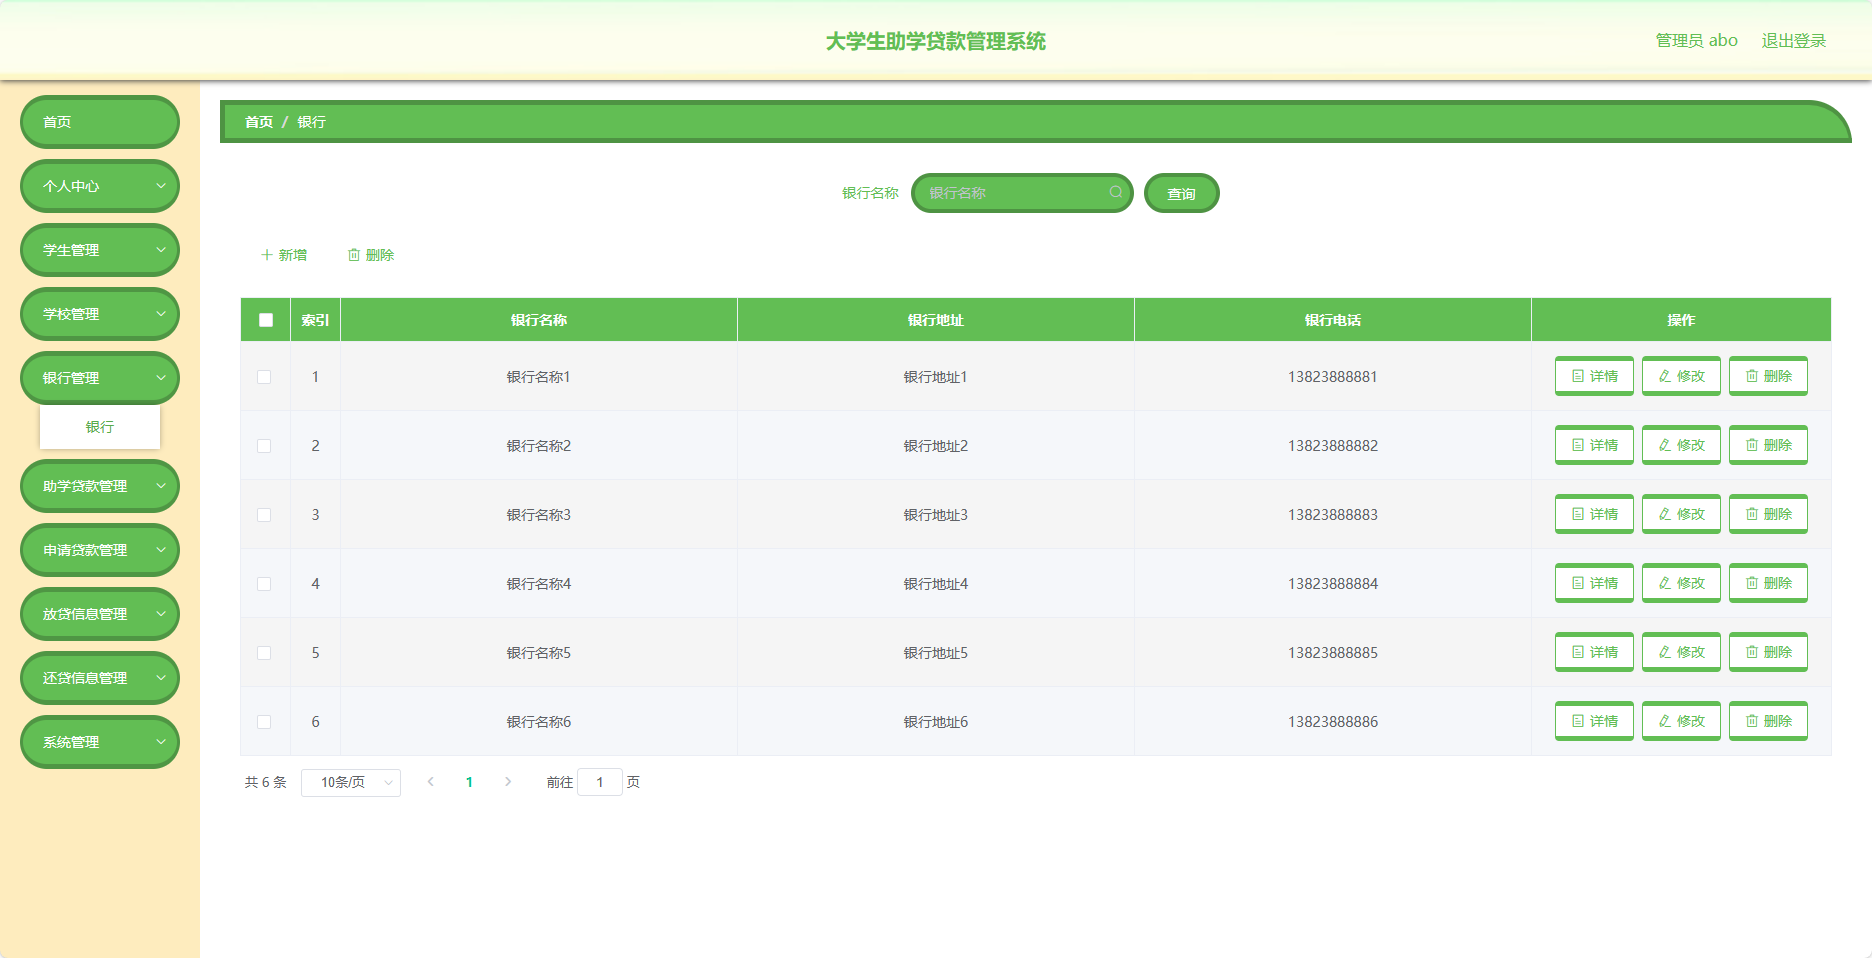 大学生助学贷款管理系统
管理员 abo 退出登录
首页
个人中心
学生管理
学校管理
银行管理
银行
助学贷款管理
申请贷款管理
放贷信息管理
还贷信息管理
系统管理
首页 / 银行
银行名称 银行名称 查询
新增 删除
索引 银行名称 银行地址 银行电话 操作
1 银行名称1 银行地址1 13823888881 详情 修改 删除
2 银行名称2 银行地址2 13823888882 详情 修改 删除
3 银行名称3 银行地址3 13823888883 详情 修改 删除
4 银行名称4 银行地址4 13823888884 详情 修改 删除
5 银行名称5 银行地址5 13823888885 详情 修改 删除
6 银行名称6 银行地址6 13823888886 详情 修改 删除
共 6 条 10条/页 1 前往 1 页